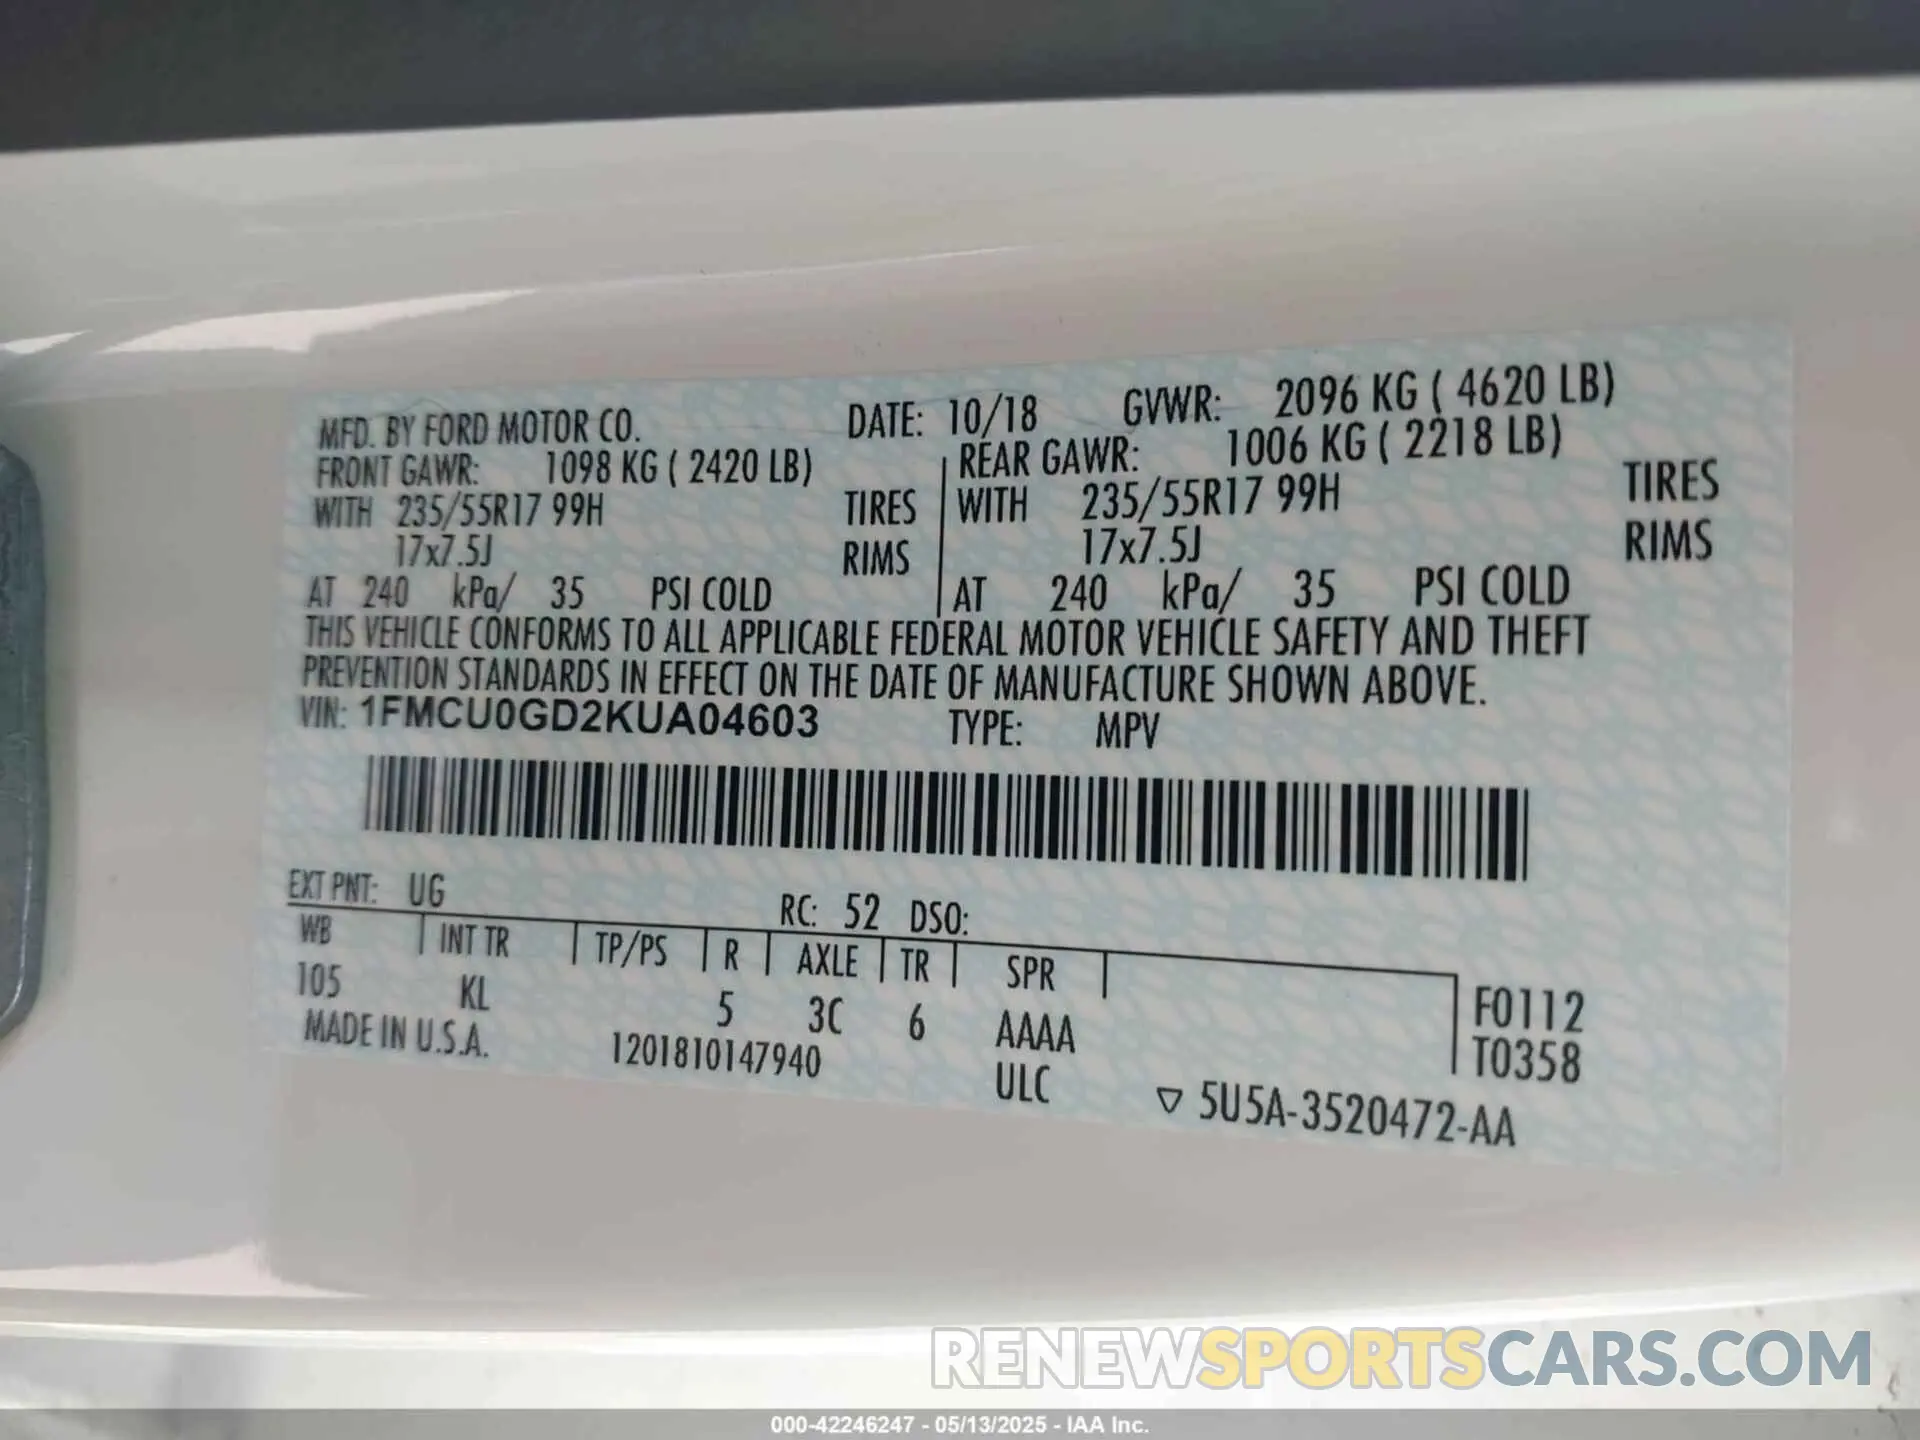 MFD. BY FORD MOTOR CO. DATE: 10/18 GVWR: 2096 KG ( 4620 LB)
FRONT GAWR: 1098 KG ( 2420 LB) REAR GAWR: 1006 KG ( 2218 LB)
WITH 235/55R17 99H TIRES WITH 235/55R17 99H TIRES
17x7.5J RIMS 17x7.5J RIMS
AT 240 kPa/ 35 PSI COLD AT 240 kPa/ 35 PSI COLD
THIS VEHICLE CONFORMS TO ALL APPLICABLE FEDERAL MOTOR VEHICLE SAFETY AND THEFT
PREVENTION STANDARDS IN EFFECT ON THE DATE OF MANUFACTURE SHOWN ABOVE.
VIN: 1FMCU0GD2KUA04603 TYPE: MPV
EXT PNT: UG RC: 52 DSO:
WB INT TR TP/PS R AXLE TR SPR
105 KL 5 3C 6 AAAA F0112
MADE IN U.S.A. 1201810147940 ULC T0358
▽ 5U5A-3520472-AA
RENEWSPORTSCARS.COM
000-42246247 - 05/13/2025 - IAA Inc.